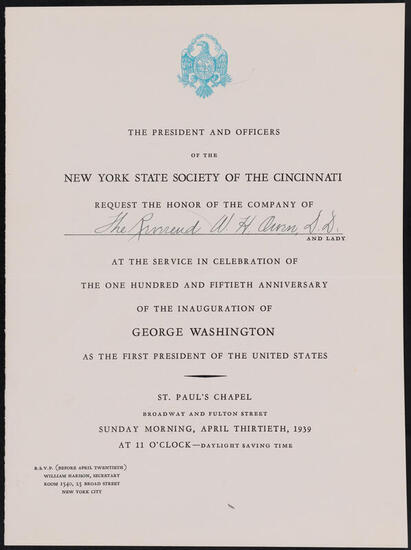 THE PRESIDENT AND OFFICERS
OF THE
NEW YORK STATE SOCIETY OF THE CINCINNATI
REQUEST THE HONOR OF THE COMPANY OF
The Reverend W. H. Owen, D.D.
AND LADY
AT THE SERVICE IN CELEBRATION OF
THE ONE HUNDRED AND FIFTIETH ANNIVERSARY
OF THE INAUGURATION OF
GEORGE WASHINGTON
AS THE FIRST PRESIDENT OF THE UNITED STATES
ST. PAUL'S CHAPEL
BROADWAY AND FULTON STREET
SUNDAY MORNING, APRIL THIRTIETH, 1939
AT 11 O'CLOCK—DAYLIGHT SAVING TIME
R.S.V.P. (BEFORE APRIL TWENTIETH)
WILLIAM HARISON, SECRETARY
ROOM 1540, 25 BROAD STREET
NEW YORK CITY